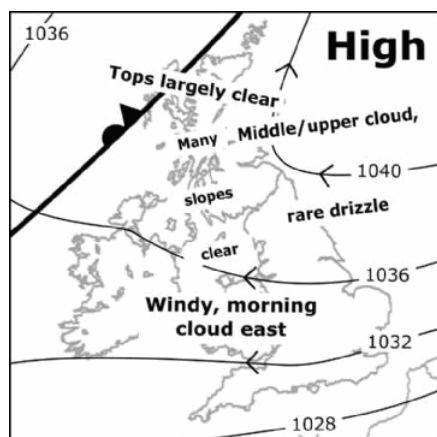 1036
High
Tops largely clear
Many
Middle/upper cloud,
1040
slopes
rare drizzle
clear
1036
Windy, morning
cloud east
1032
1028